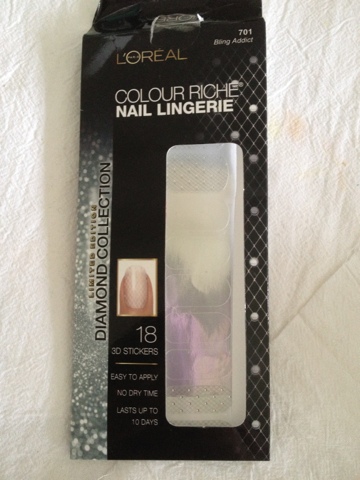 701
Bling Addict
L'ORÉAL
COLOUR RICHE®
NAIL LINGERIE
LIMITED EDITION
DIAMOND COLLECTION
18
3D STICKERS
EASY TO APPLY
NO DRY TIME
LASTS UP TO
10 DAYS